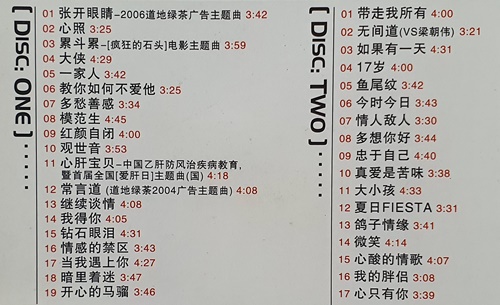 [ DISC: ONE ] .....
01 张开眼睛-2006道地绿茶广告主题曲 3:42
02 心照 3:25
03 累斗累-[疯狂的石头]电影主题曲 3:59
04 大侠 4:29
05 一家人 3:42
06 教你如何不爱他 3:25
07 多愁善感 3:34
08 模范生 4:45
09 红颜自闭 4:00
10 观世音 3:53
11 心肝宝贝-中国乙肝防风治疾病教育,
暨首届全国[爱肝日]主题曲(国) 4:18
12 常言道 (道地绿茶2004广告主题曲) 4:08
13 继续谈情 4:08
14 我得你 4:05
15 钻石眼泪 4:31
16 情感的禁区 3:43
17 当我遇上你 4:27
18 暗里着迷 3:47
19 开心的马骝 3:46
[ DISC: TWO ] .....
01 带走我所有 4:00
02 无间道(VS梁朝伟) 3:21
03 如果有一天 4:31
04 17岁 4:00
05 鱼尾纹 3:42
06 今时今日 3:43
07 情人敌人 3:30
08 多想你好 3:44
09 忠于自己 4:40
10 真爱是苦味 3:38
11 大小孩 4:33
12 夏日FIESTA 3:31
13 鸽子情缘 3:41
14 微笑 4:14
15 心酸的情歌 4:07
16 我的胖侣 3:08
17 心只有你 3:39